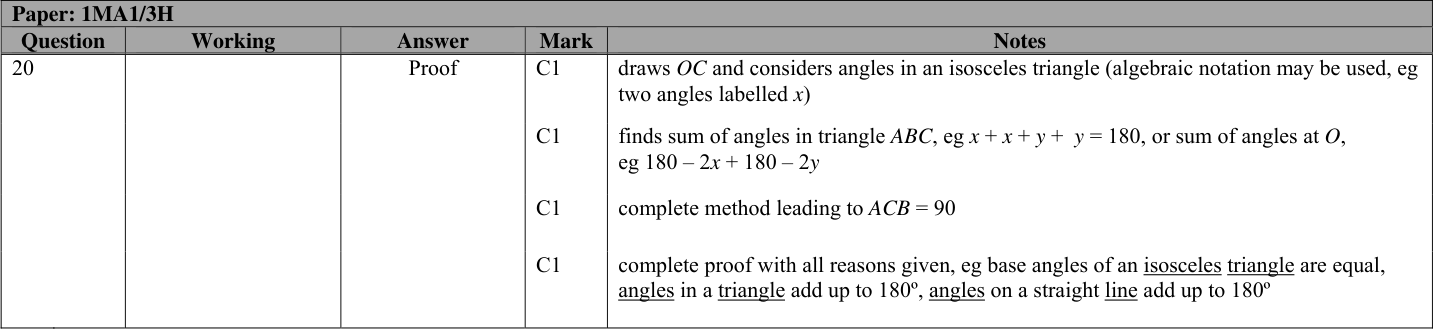 Paper: 1MA1/3H
Question Working Answer Mark Notes
20 Proof C1 draws OC and considers angles in an isosceles triangle (algebraic notation may be used, eg
two angles labelled x)
C1 finds sum of angles in triangle ABC, eg x + x + y + y = 180, or sum of angles at O,
eg 180 – 2x + 180 – 2y
C1 complete method leading to ACB = 90
C1 complete proof with all reasons given, eg base angles of an isosceles triangle are equal,
angles in a triangle add up to 180º, angles on a straight line add up to 180º